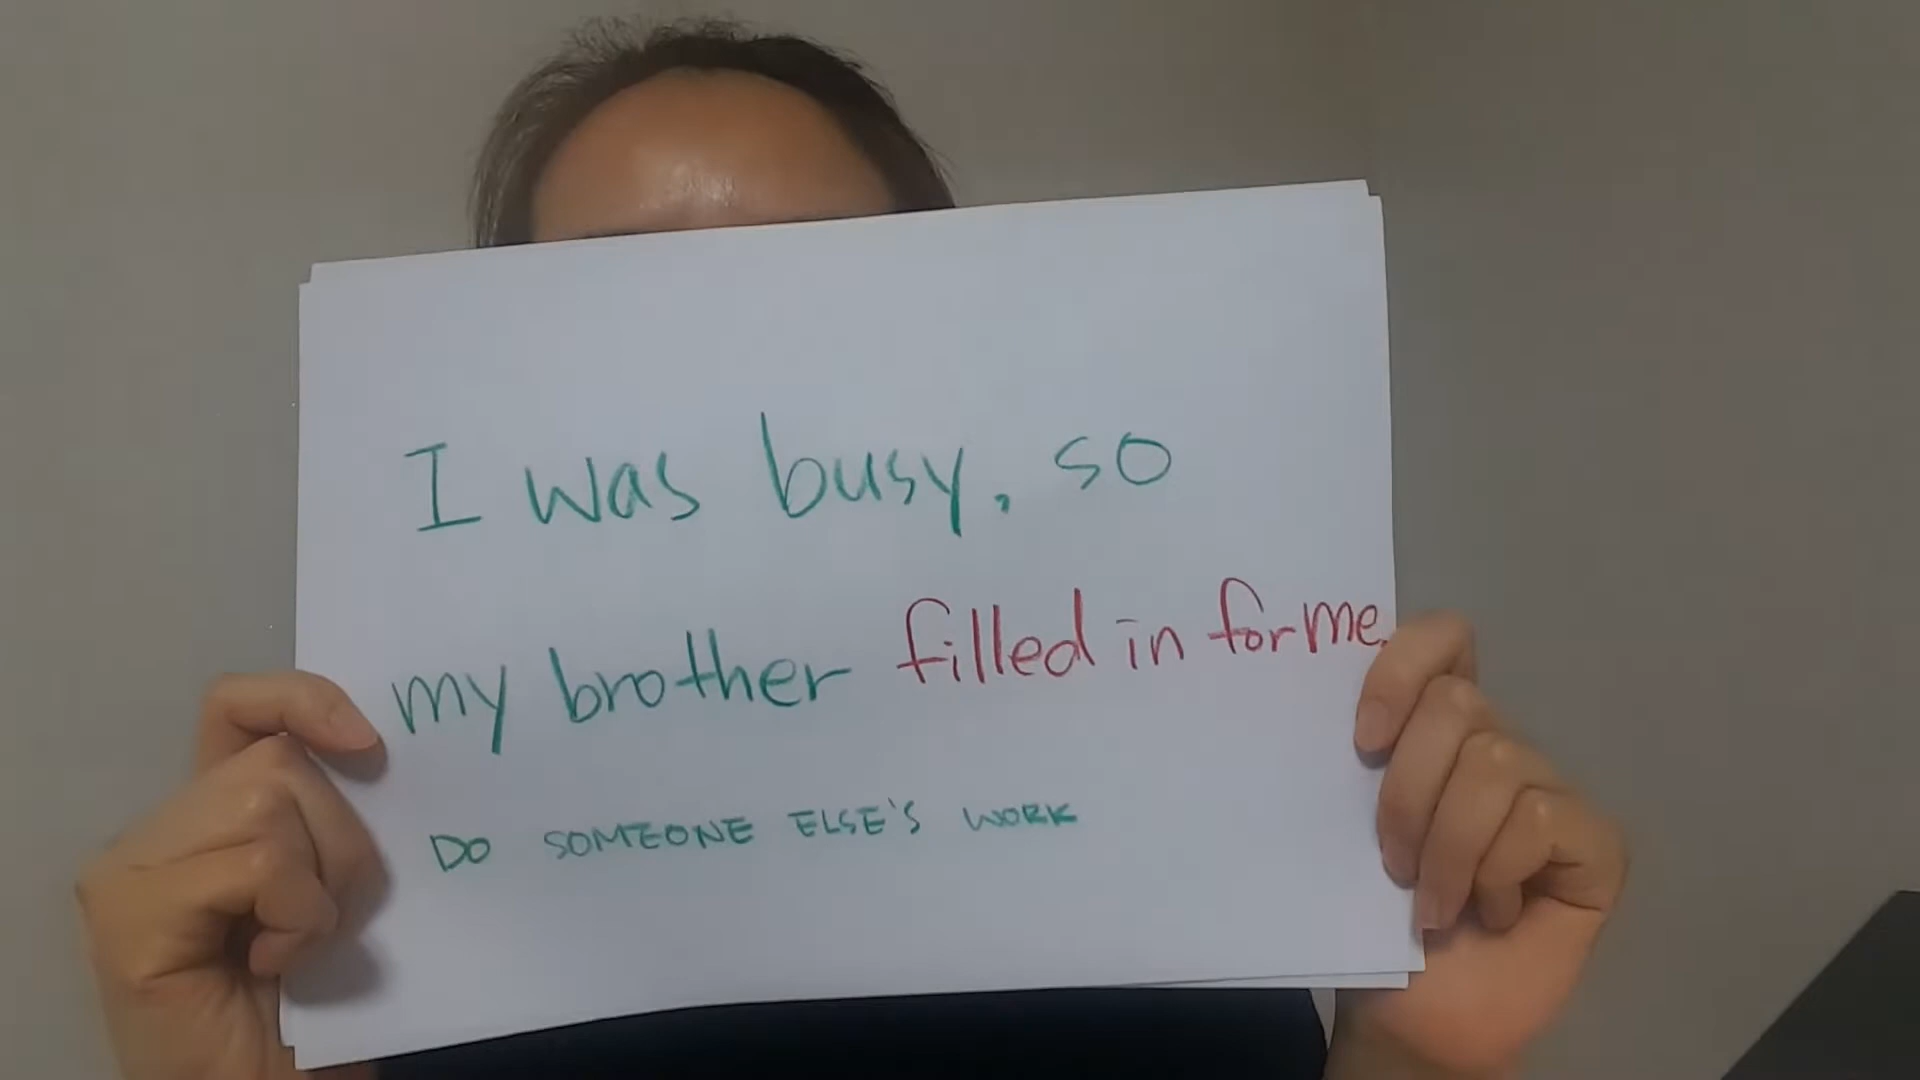 I was busy, so
my brother filled in for me.
DO SOMEONE ELSE'S WORK